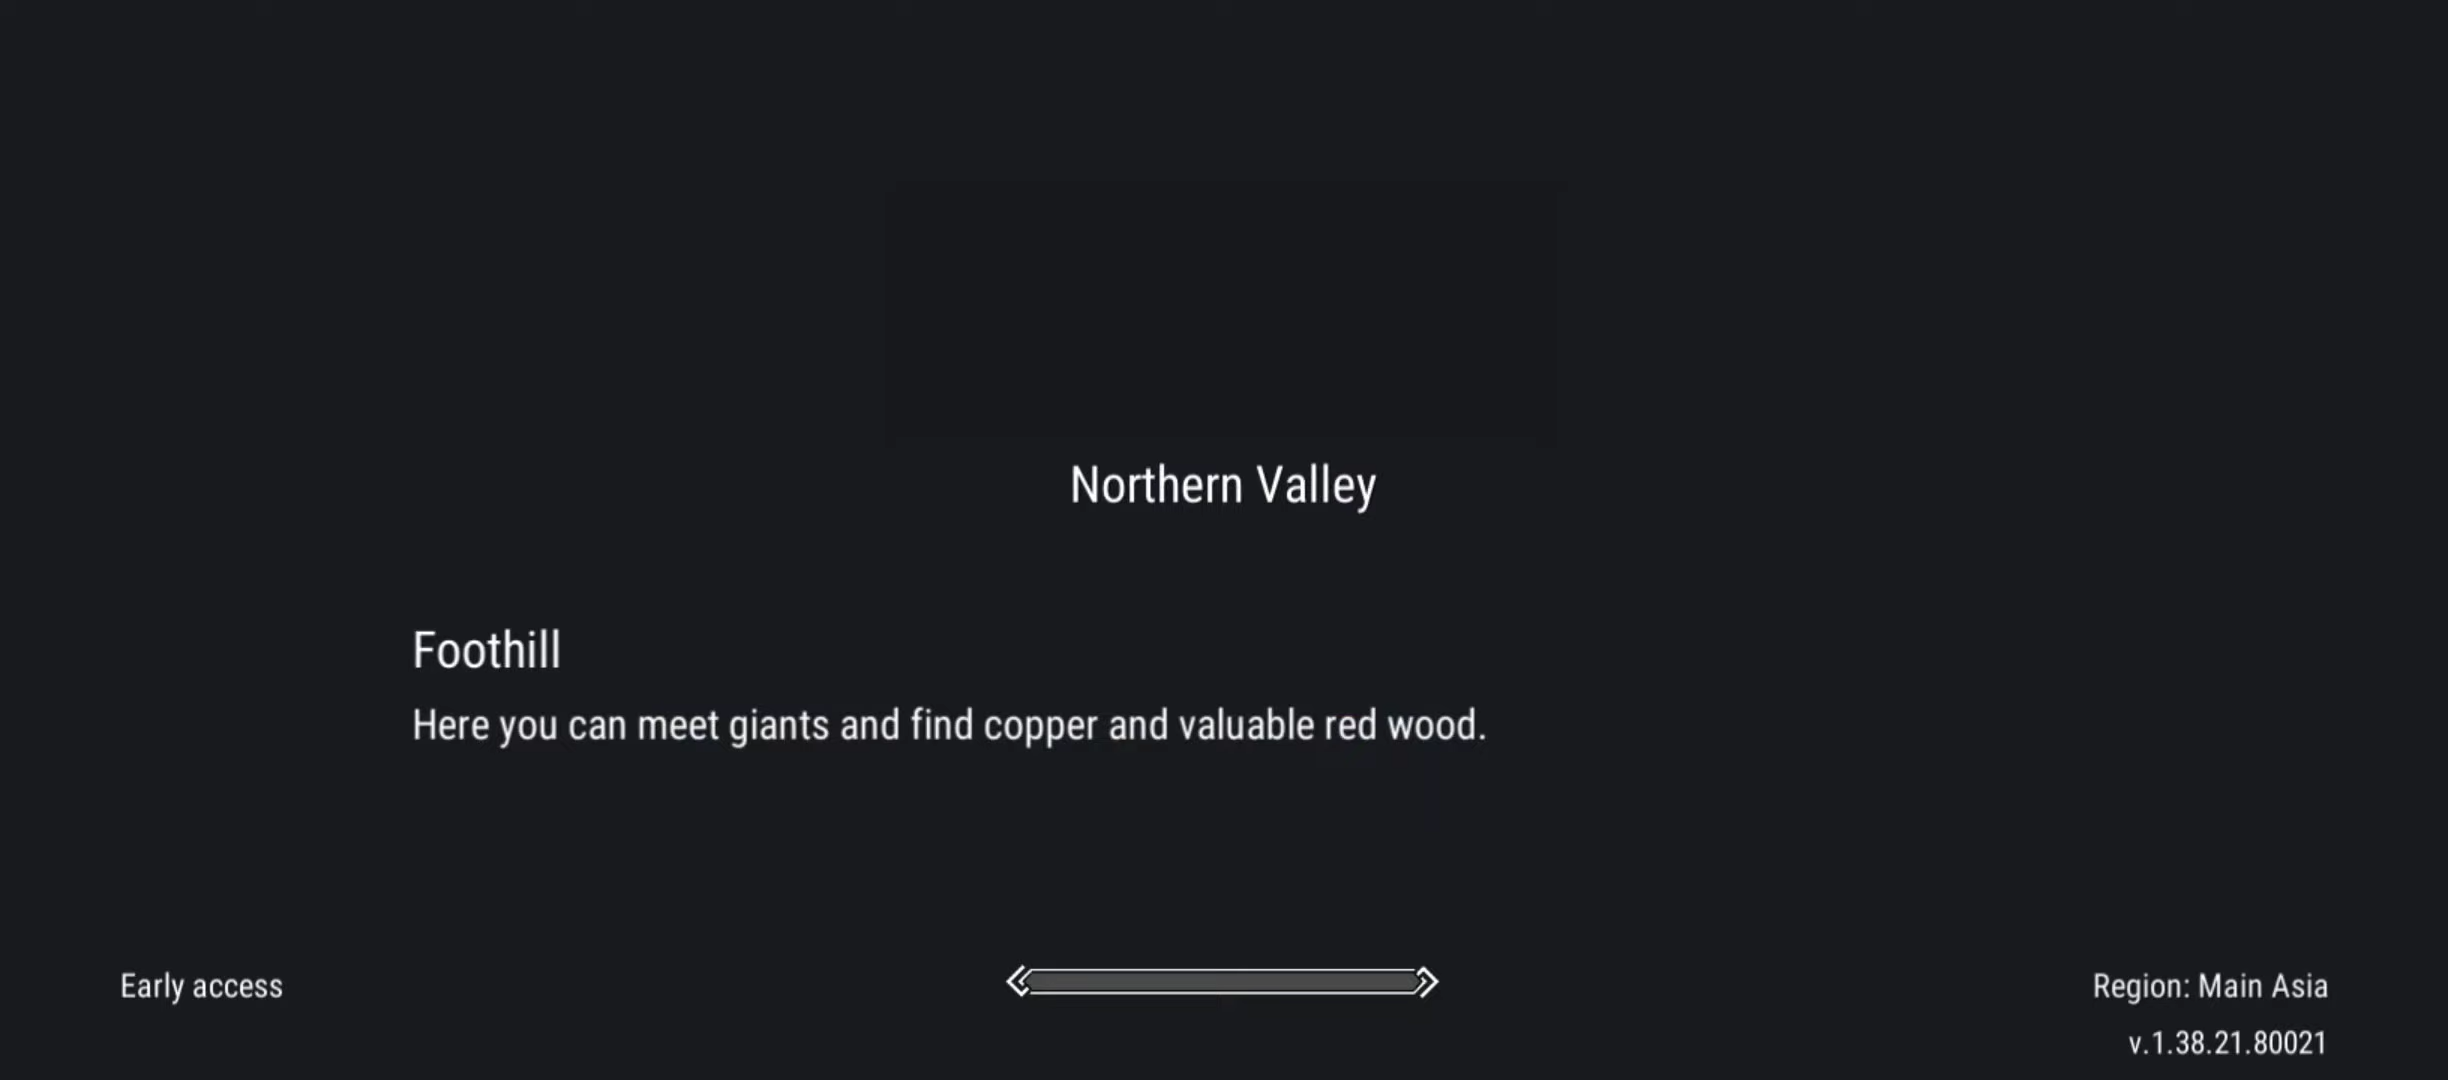 Northern Valley
Foothill
Here you can meet giants and find copper and valuable red wood.
Early access
Region: Main Asia
v.1.38.21.80021